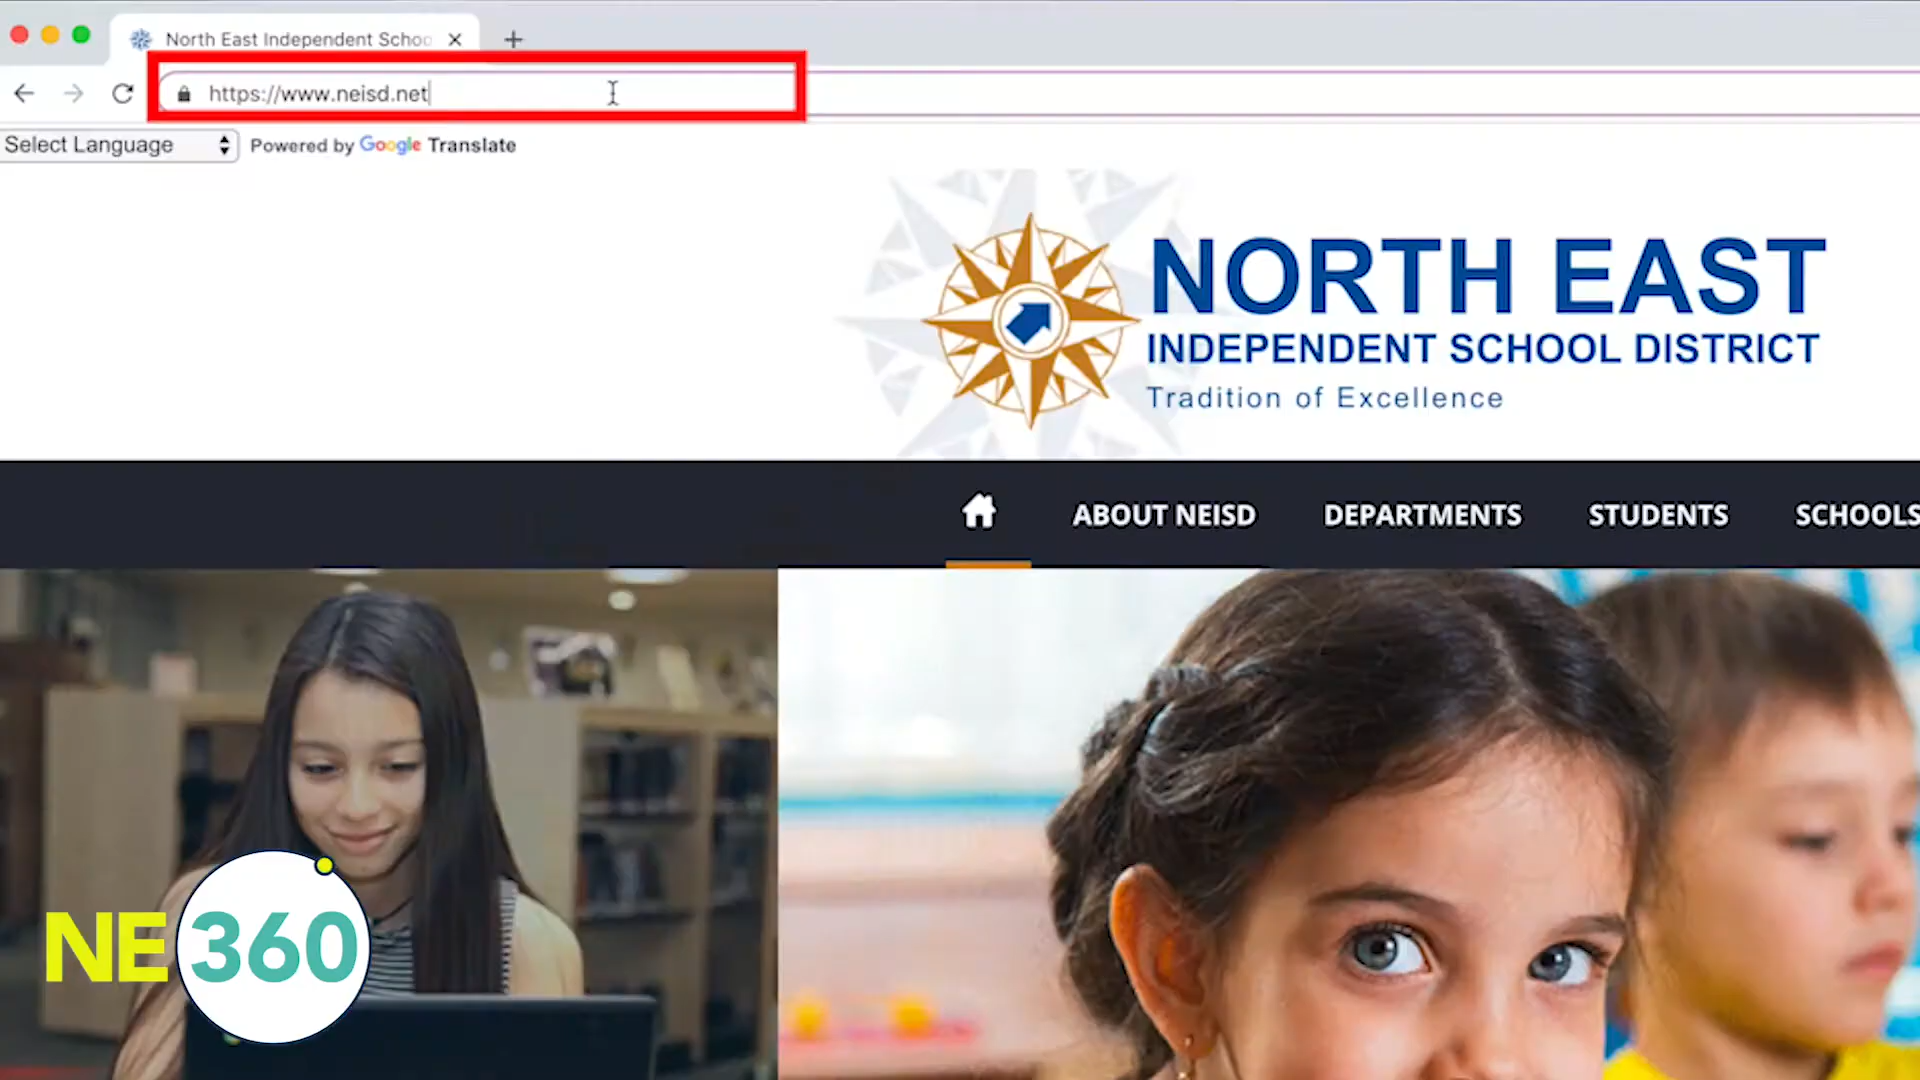 North East Independent Schoo
https://www.neisd.net
Select Language
Powered by Google Translate
NORTH EAST
INDEPENDENT SCHOOL DISTRICT
Tradition of Excellence
ABOUT NEISD DEPARTMENTS STUDENTS SCHOOLS
NE 360